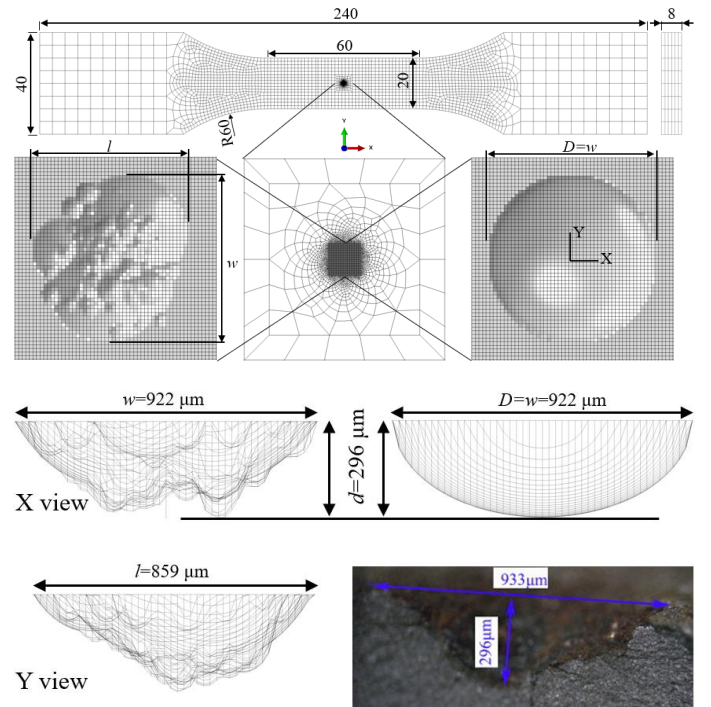 240
8
60
40
20
R60
Y
X
l
D=w
w
Y
X
w=922 μm
D=w=922 μm
d=296 μm
X view
l=859 μm
933μm
296μm
Y view